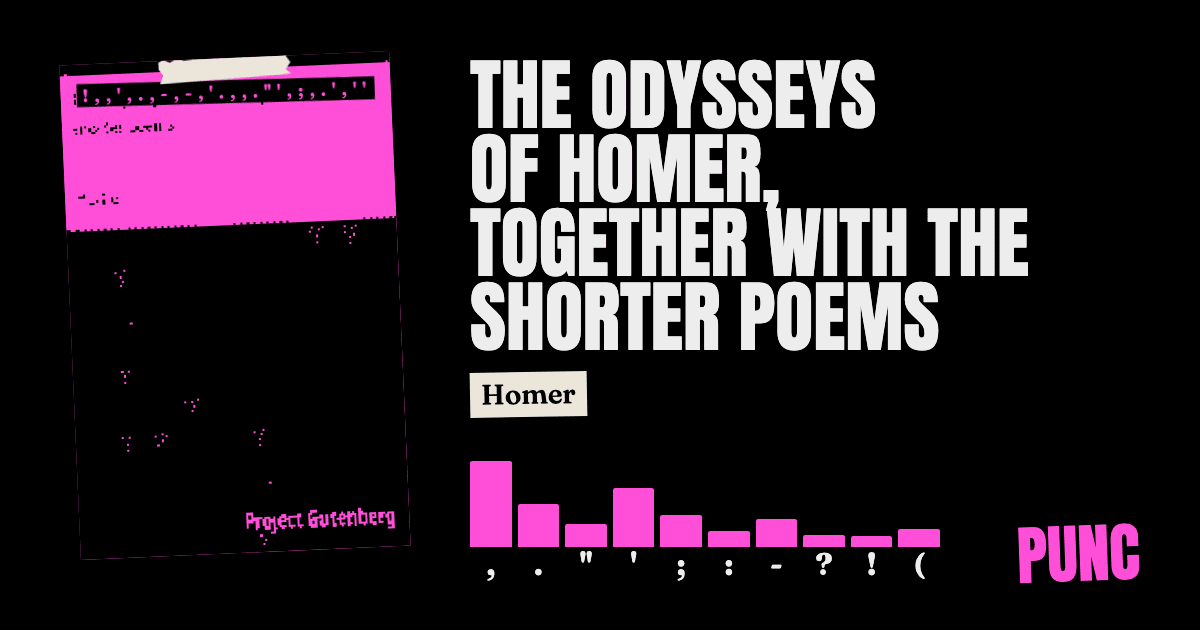 !,,',.,-,-,'.,,."',;,.','' 
Project Gutenberg
THE ODYSSEYS
OF HOMER,
TOGETHER WITH THE
SHORTER POEMS
Homer
, . " ' ; : - ? ! (
PUNC